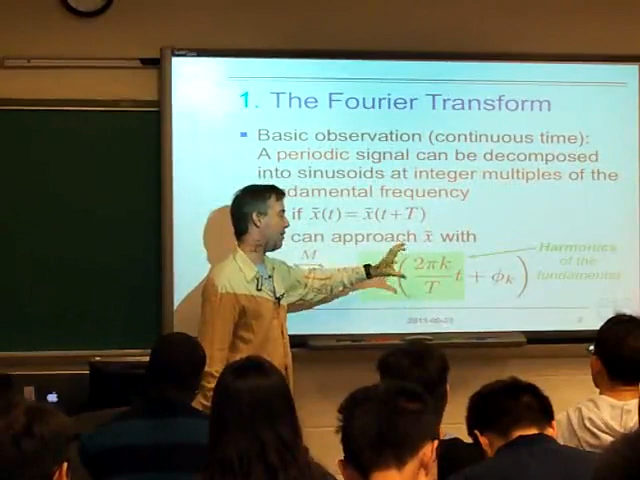 1. The Fourier Transform
Basic observation (continuous time):
A periodic signal can be decomposed
into sinusoids at integer multiples of the
fundamental frequency
if x̃(t) = x̃(t+T)
can approach x̃ with
Harmonics
of the
fundamental
M
( 2πk/T t + ϕk )